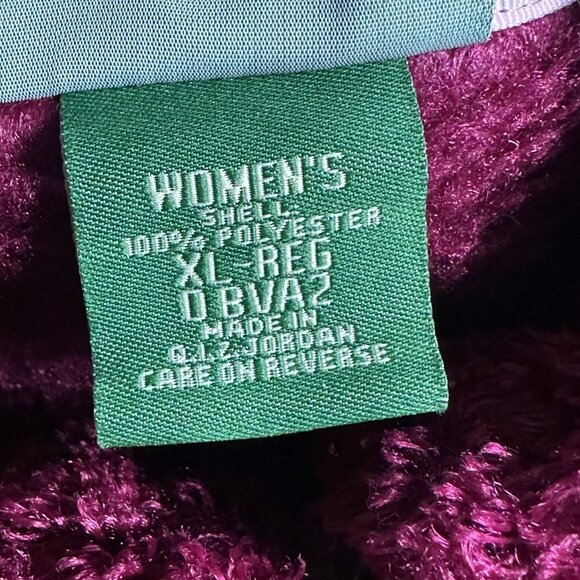 WOMEN'S
SHELL
100% POLYESTER
XL-REG
0 BVA2
MADE IN
Q.I.Z. JORDAN
CARE ON REVERSE